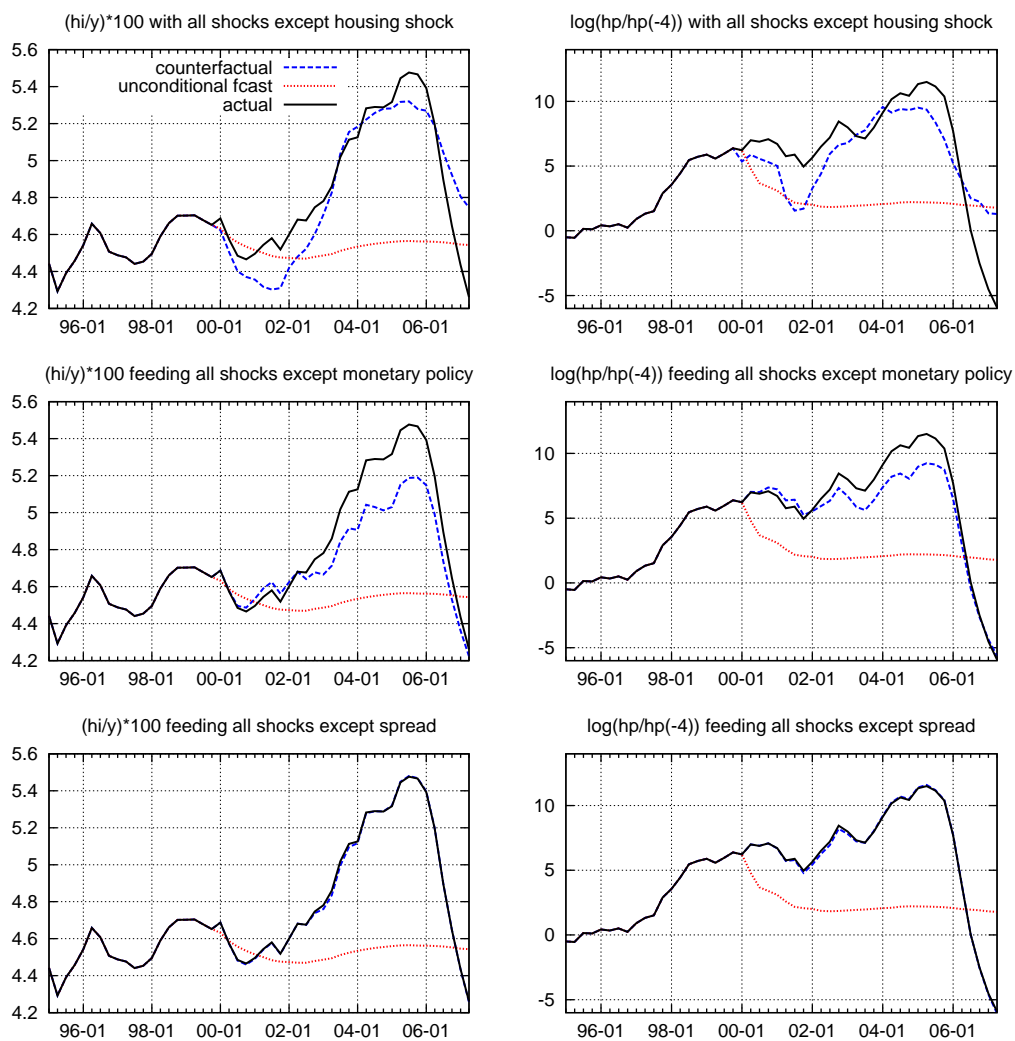 (hi/y)*100 with all shocks except housing shock
5.6
5.4
5.2
5
4.8
4.6
4.4
4.2
counterfactual
unconditional fcast
actual
96-01 98-01 00-01 02-01 04-01 06-01
log(hp/hp(-4)) with all shocks except housing shock
10
5
0
-5
96-01 98-01 00-01 02-01 04-01 06-01
(hi/y)*100 feeding all shocks except monetary policy
5.6
5.4
5.2
5
4.8
4.6
4.4
4.2
96-01 98-01 00-01 02-01 04-01 06-01
log(hp/hp(-4)) feeding all shocks except monetary policy
10
5
0
-5
96-01 98-01 00-01 02-01 04-01 06-01
(hi/y)*100 feeding all shocks except spread
5.6
5.4
5.2
5
4.8
4.6
4.4
4.2
96-01 98-01 00-01 02-01 04-01 06-01
log(hp/hp(-4)) feeding all shocks except spread
10
5
0
-5
96-01 98-01 00-01 02-01 04-01 06-01